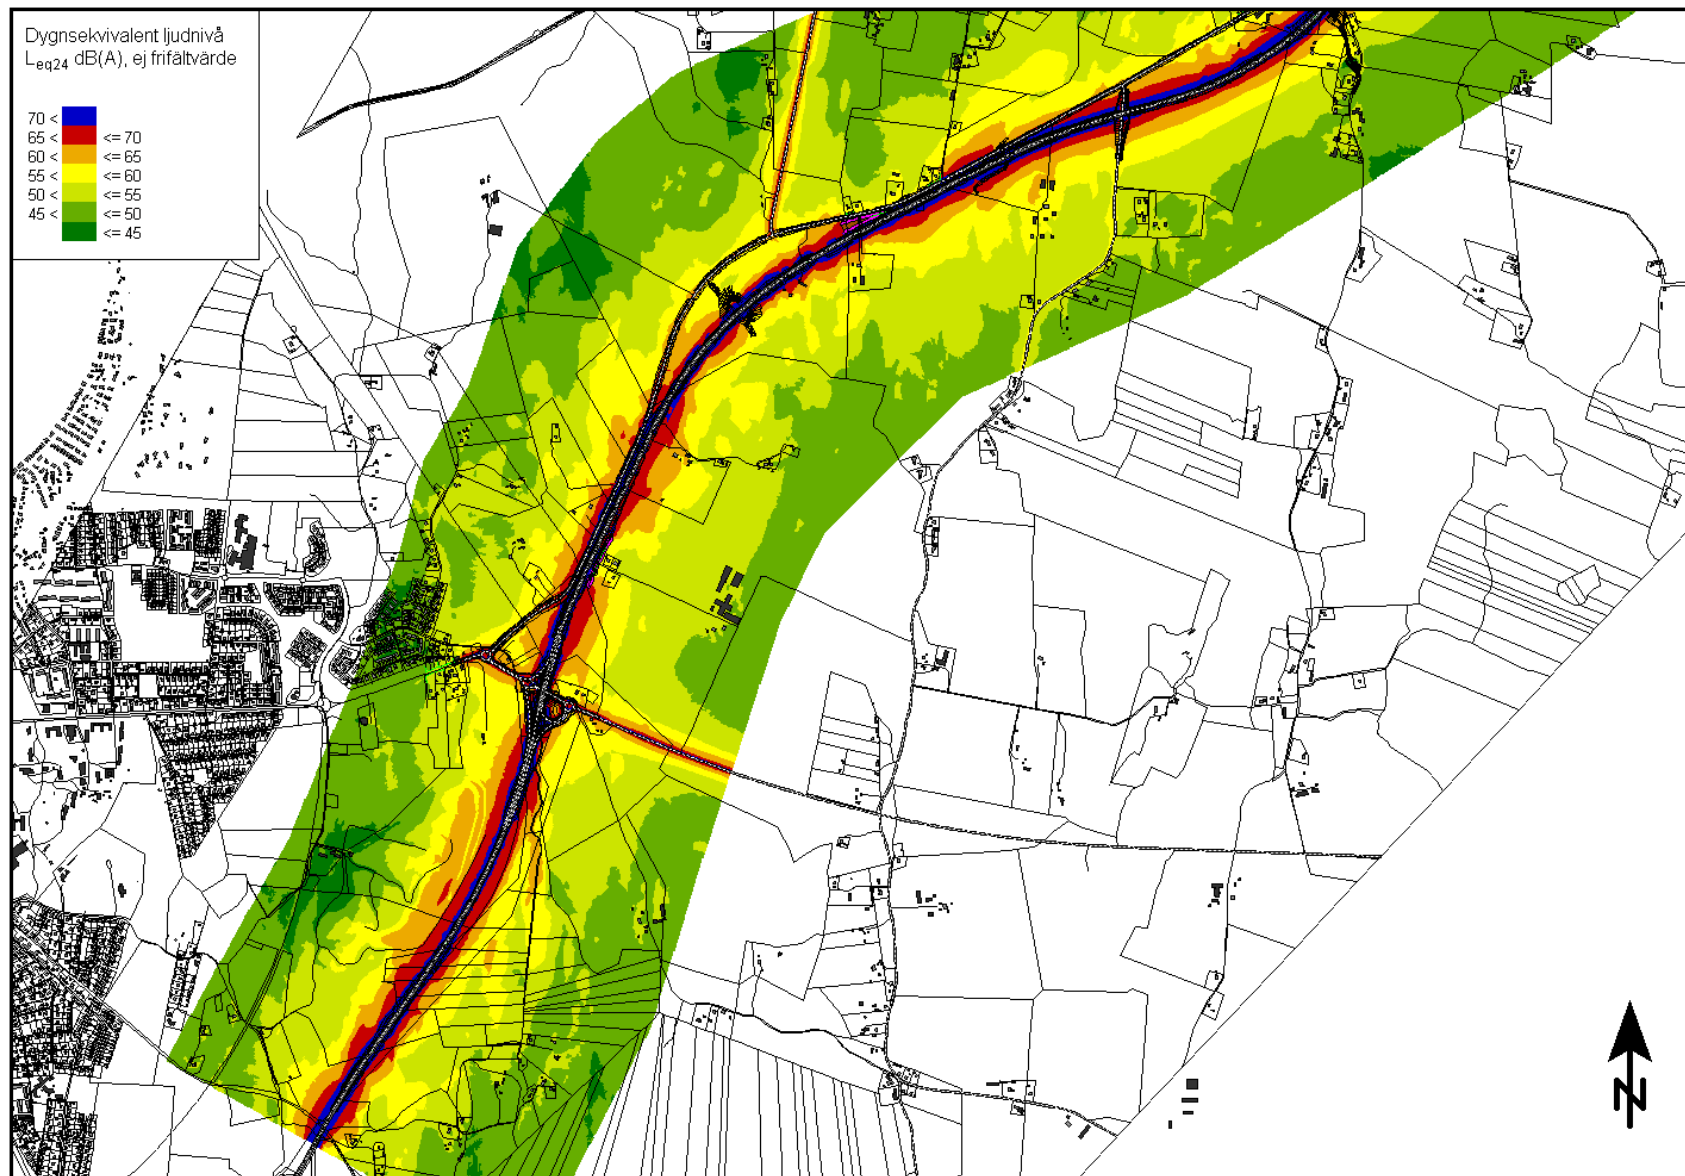 Dygnsekvivalent ljudnivå
Leq24 dB(A), ej frifältvärde
70 <
65 < <= 70
60 < <= 65
55 < <= 60
50 < <= 55
45 < <= 50
<= 45
N